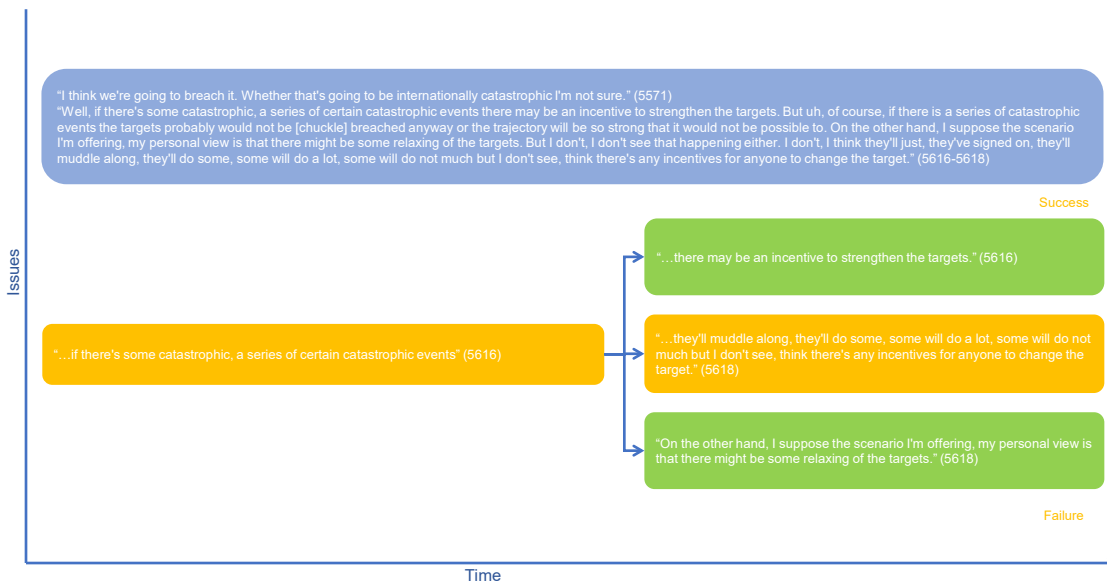 “I think we're going to breach it. Whether that's going to be internationally catastrophic I'm not sure.” (5571)
“Well, if there's some catastrophic, a series of certain catastrophic events there may be an incentive to strengthen the targets. But uh, of course, if there is a series of catastrophic
events the targets probably would not be [chuckle] breached anyway or the trajectory will be so strong that it would not be possible to. On the other hand, I suppose the scenario
I'm offering, my personal view is that there might be some relaxing of the targets. But I don't, I don't see that happening either. I don't, I think they'll just, they've signed on, they'll
muddle along, they'll do some, some will do a lot, some will do not much but I don't see, think there's any incentives for anyone to change the target.” (5616-5618)
Success
“…there may be an incentive to strengthen the targets.” (5616)
Issues
“…if there's some catastrophic, a series of certain catastrophic events” (5616)
“…they'll muddle along, they'll do some, some will do a lot, some will do not
much but I don't see, think there's any incentives for anyone to change the
target.” (5618)
“On the other hand, I suppose the scenario I'm offering, my personal view is
that there might be some relaxing of the targets.” (5618)
Failure
Time